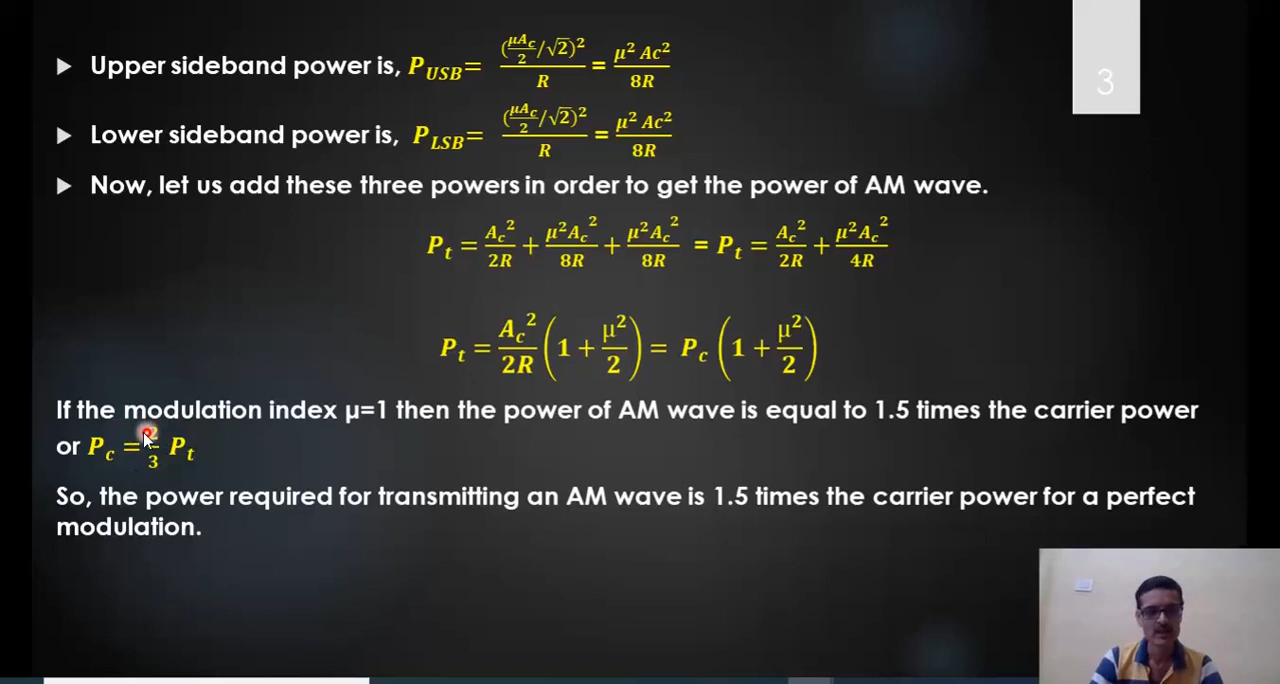 3
Upper sideband power is, P_USB = (μA_c/2/√2)²/R = μ² Ac²/8R
Lower sideband power is, P_LSB = (μA_c/2/√2)²/R = μ² Ac²/8R
Now, let us add these three powers in order to get the power of AM wave.
P_t = A_c²/2R + μ²A_c²/8R + μ²A_c²/8R = P_t = A_c²/2R + μ²A_c²/4R
P_t = A_c²/2R (1 + μ²/2) = P_c (1 + μ²/2)
If the modulation index μ=1 then the power of AM wave is equal to 1.5 times the carrier power
or P_c = 2/3 P_t
So, the power required for transmitting an AM wave is 1.5 times the carrier power for a perfect
modulation.